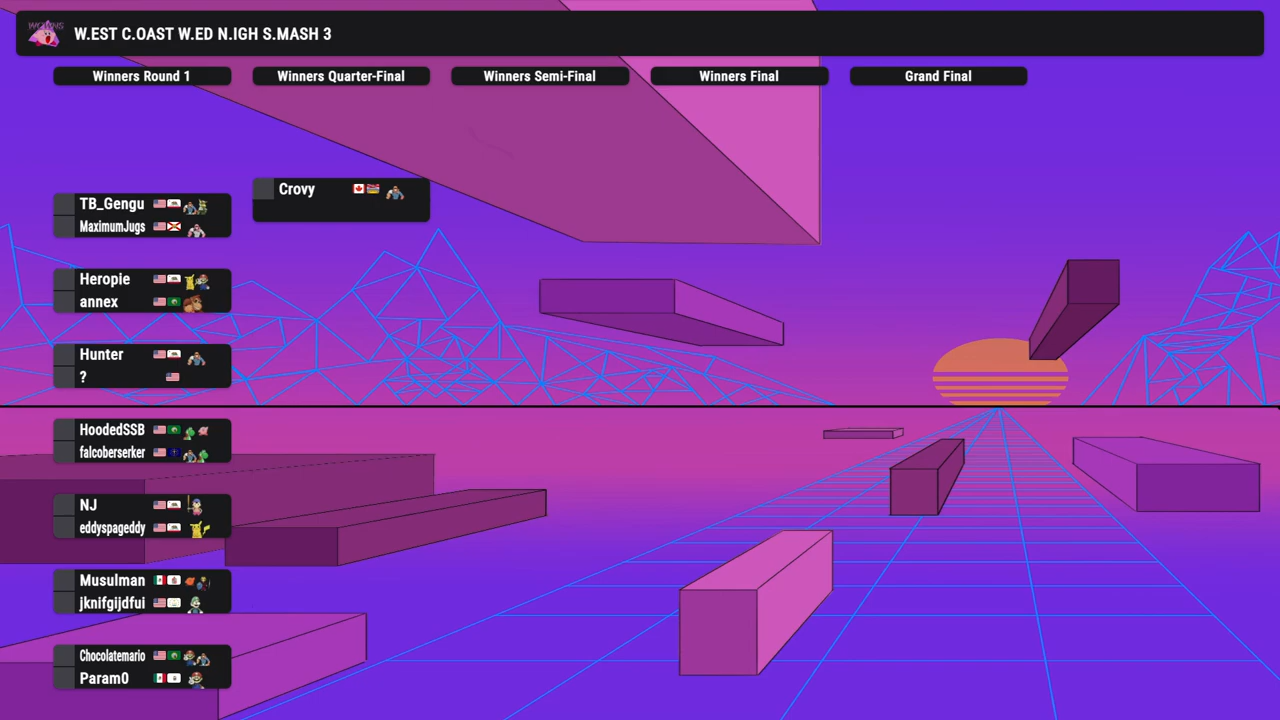 W.EST C.OAST W.ED N.IGH S.MASH 3
Winners Round 1
Winners Quarter-Final
Winners Semi-Final
Winners Final
Grand Final
Crovy
TB_Gengu
MaximumJugs
Heropie
annex
Hunter
?
HoodedSSB
falcoberserker
NJ
eddyspageddy
Musulman
jknifgijdfui
Chocolatemario
Param0